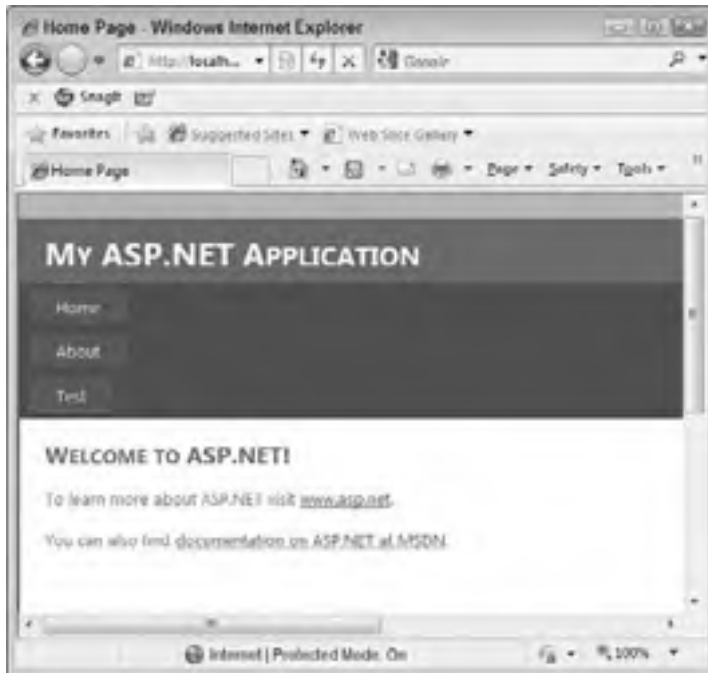 Home Page - Windows Internet Explorer
http://localh...
Google
SnagIt
Favorites Suggested Sites Web Slice Gallery
Home Page Page Safety Tools
MY ASP.NET APPLICATION
Home
About
Test
WELCOME TO ASP.NET!
To learn more about ASP.NET visit www.asp.net.
You can also find documentation on ASP.NET at MSDN.
Internet | Protected Mode: On 100%